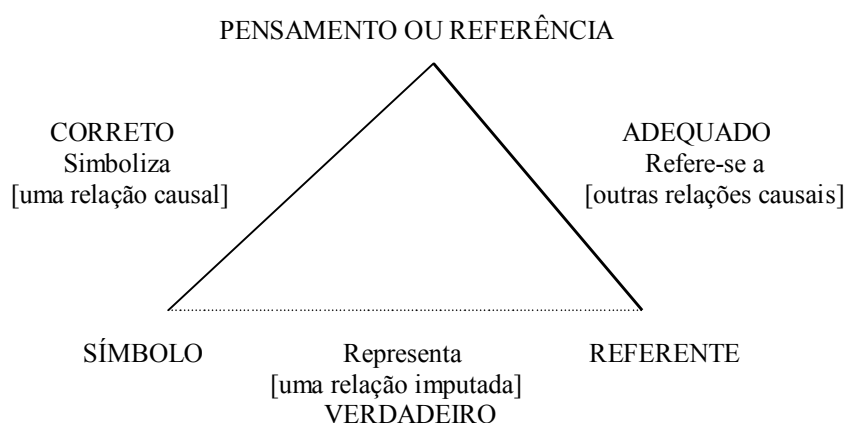 PENSAMENTO OU REFERÊNCIA
CORRETO
Simboliza
[uma relação causal]
ADEQUADO
Refere-se a
[outras relações causais]
SÍMBOLO
Representa
[uma relação imputada]
VERDADEIRO
REFERENTE